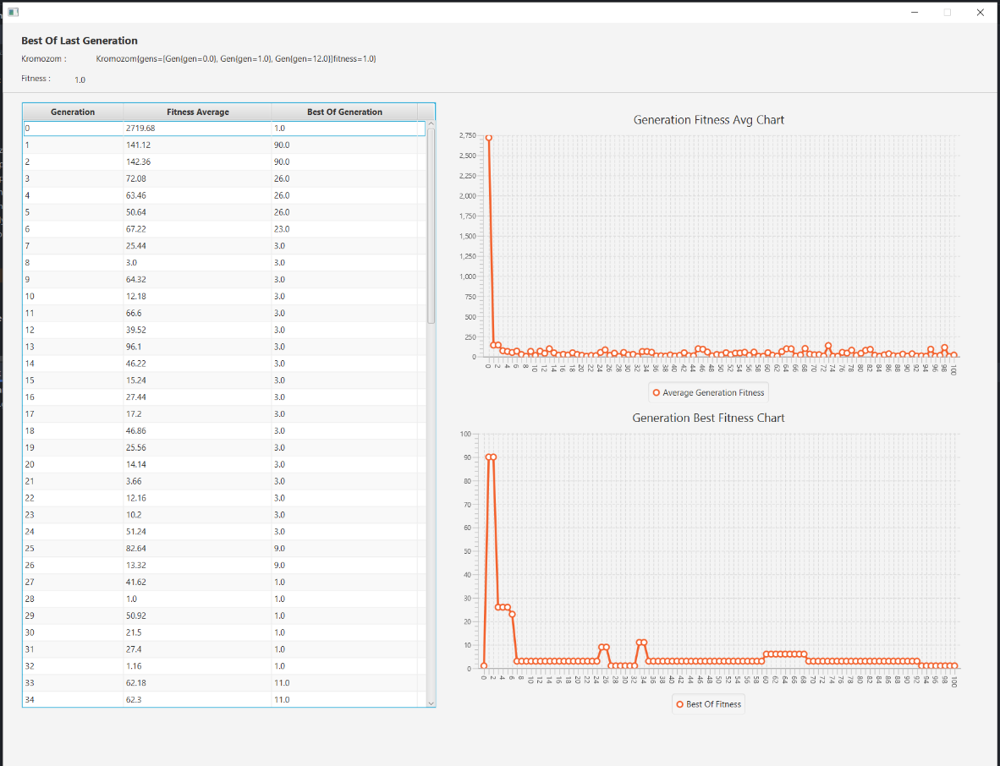 Best Of Last Generation
Kromozom : Kromozom{gens=[Gen{gen=0.0}, Gen{gen=1.0}, Gen{gen=12.0}]fitness=1.0}
Fitness : 1.0
Generation Fitness Average Best Of Generation
0 2719.68 1.0
1 141.12 90.0
2 142.36 90.0
3 72.08 26.0
4 63.46 26.0
5 50.64 26.0
6 67.22 23.0
7 25.44 3.0
8 3.0 3.0
9 64.32 3.0
10 12.18 3.0
11 66.6 3.0
12 39.52 3.0
13 96.1 3.0
14 46.22 3.0
15 15.24 3.0
16 27.44 3.0
17 17.2 3.0
18 46.86 3.0
19 25.56 3.0
20 14.14 3.0
21 3.66 3.0
22 12.16 3.0
23 10.2 3.0
24 51.24 3.0
25 82.64 9.0
26 13.32 9.0
27 41.62 1.0
28 1.0 1.0
29 50.92 1.0
30 21.5 1.0
31 27.4 1.0
32 1.16 1.0
33 62.18 11.0
34 62.3 11.0
Generation Fitness Avg Chart
2,750
2,500
2,250
2,000
1,750
1,500
1,250
1,000
750
500
250
0
0 2 4 6 8 10 12 14 16 18 20 22 24 26 28 30 32 34 36 38 40 42 44 46 48 50 52 54 56 58 60 62 64 66 68 70 72 74 76 78 80 82 84 86 88 90 92 94 96 98 100
Average Generation Fitness
Generation Best Fitness Chart
100
90
80
70
60
50
40
30
20
10
0
0 2 4 6 8 10 12 14 16 18 20 22 24 26 28 30 32 34 36 38 40 42 44 46 48 50 52 54 56 58 60 62 64 66 68 70 72 74 76 78 80 82 84 86 88 90 92 94 96 98 100
Best Of Fitness